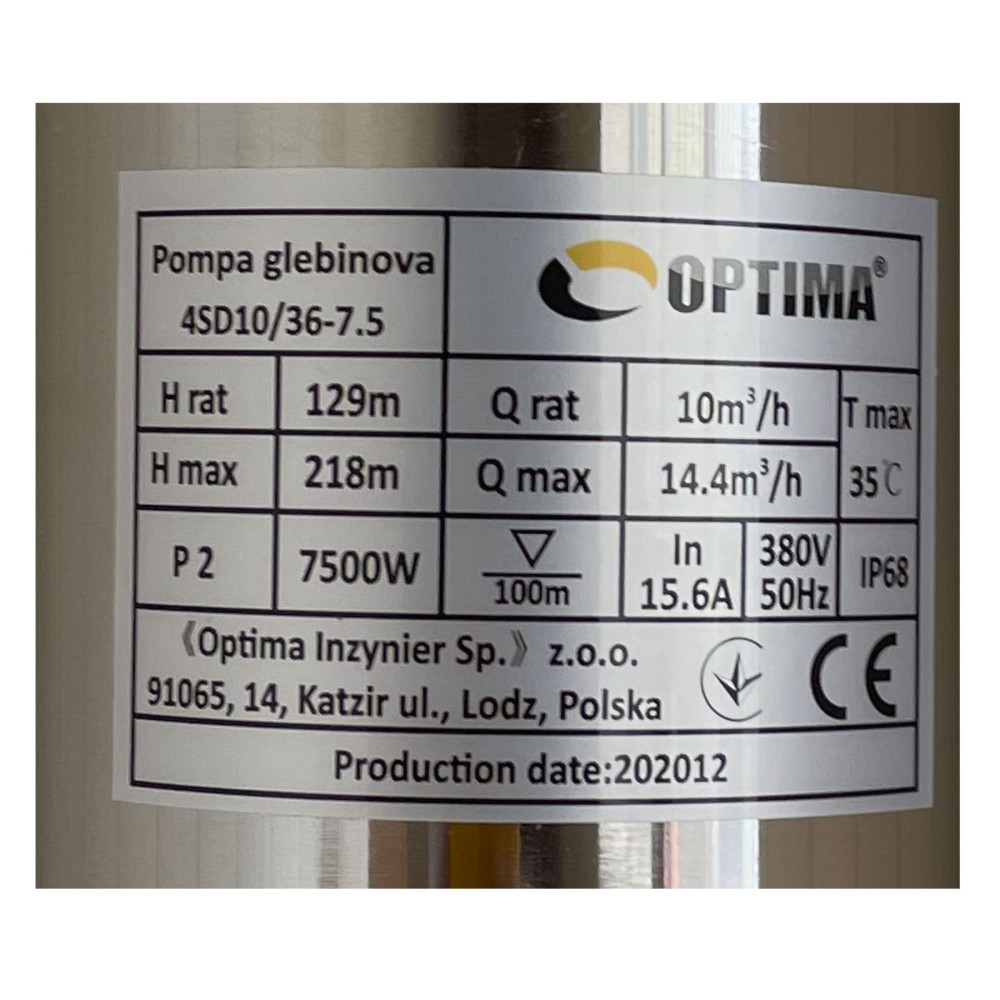 Pompa glebinova
4SD10/36-7.5
OPTIMA®
H rat 129m Q rat 10m³/h T max
H max 218m Q max 14.4m³/h 35℃
P 2 7500W 100m In 15.6A 380V 50Hz IP68
《Optima Inzynier Sp.》 z.o.o.
91065, 14, Katzir ul., Lodz, Polska
CE
Production date:202012